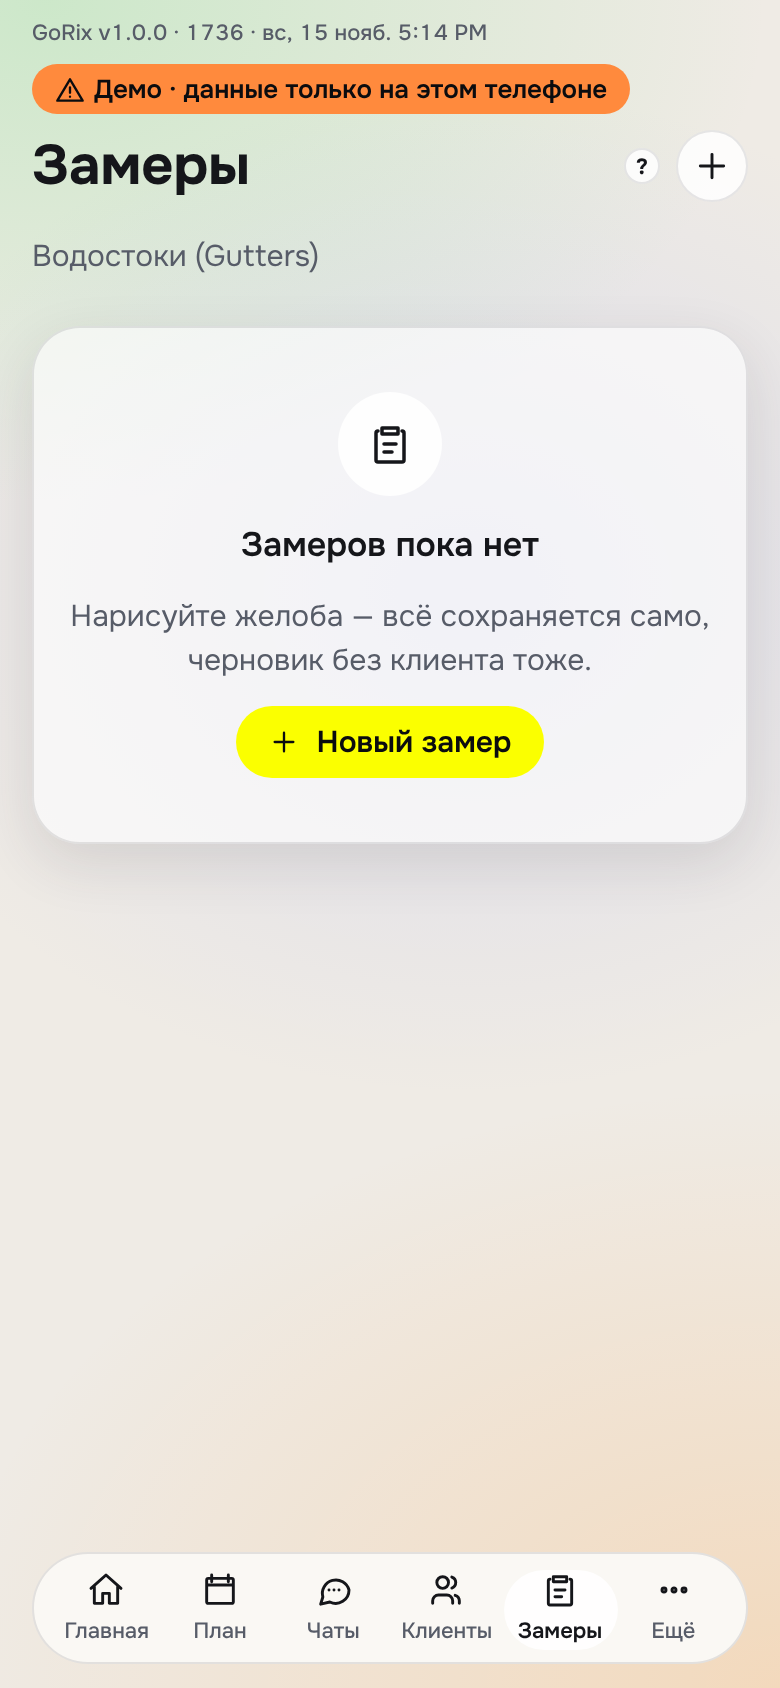 GoRix v1.0.0 · 1736 · вс, 15 нояб. 5:14 PM
Демо · данные только на этом телефоне
Замеры
?
Водостоки (Gutters)
Замеров пока нет
Нарисуйте желоба — всё сохраняется само,
черновик без клиента тоже.
Новый замер
Главная План Чаты Клиенты Замеры Ещё